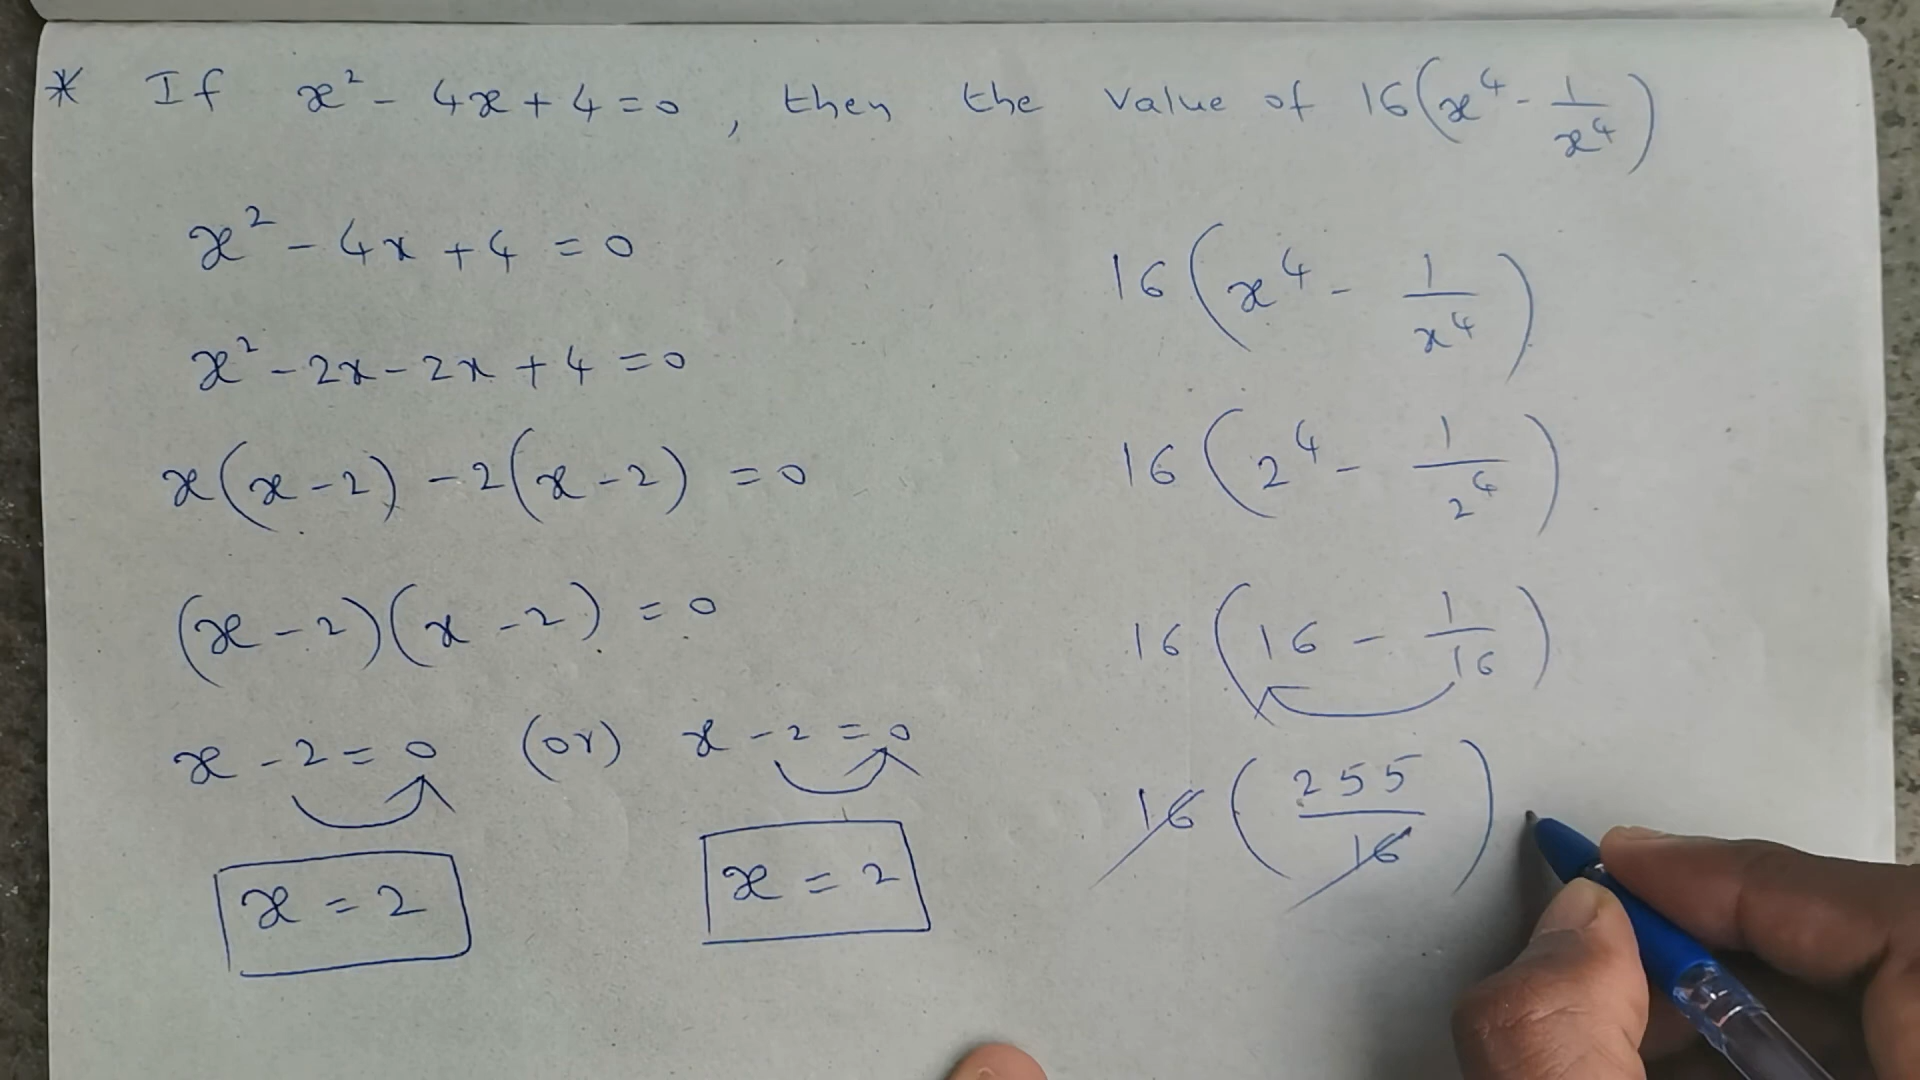 * If x² - 4x + 4 = 0, then the value of 16(x⁴ - 1/x⁴)
x² - 4x + 4 = 0
x² - 2x - 2x + 4 = 0
x(x - 2) - 2(x - 2) = 0
(x - 2)(x - 2) = 0
x - 2 = 0 (or) x - 2 = 0
x = 2 x = 2
16(x⁴ - 1/x⁴)
16(2⁴ - 1/2⁴)
16(16 - 1/16)
16(255/16)